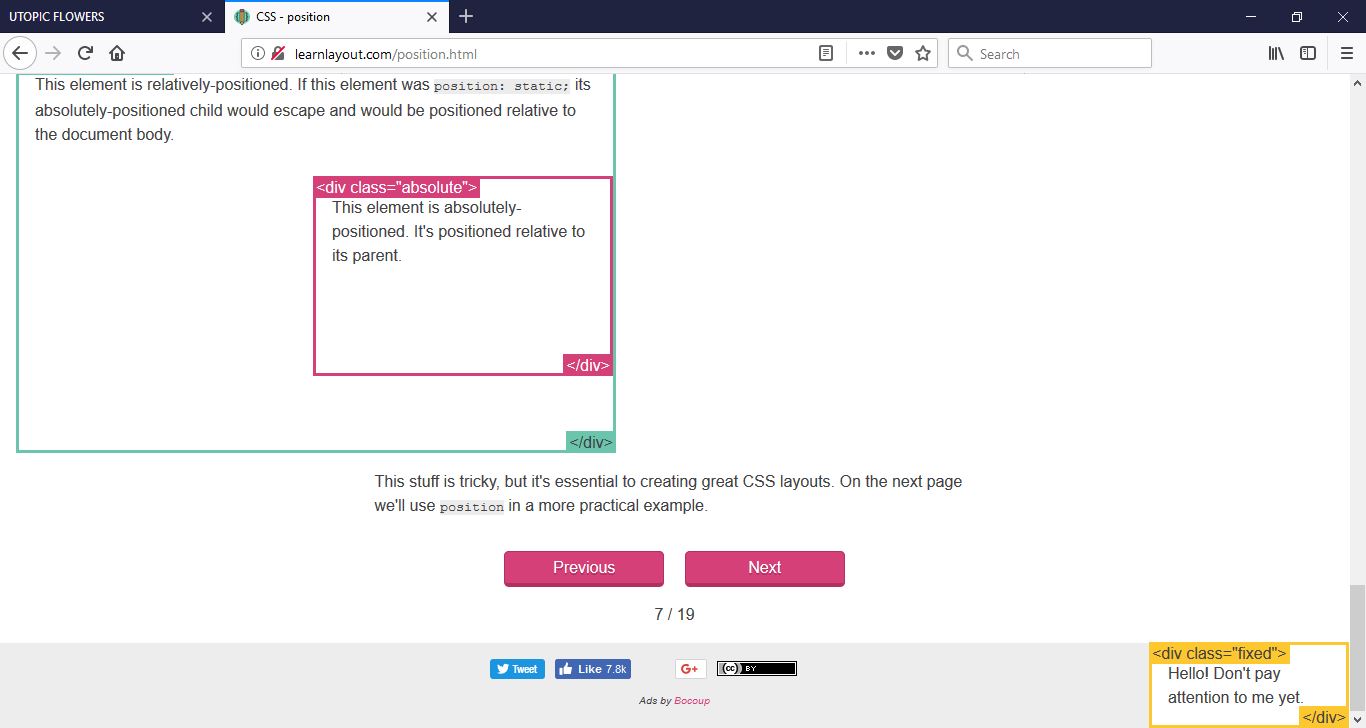 UTOPIC FLOWERS
CSS - position
learnlayout.com/position.html
Search
This element is relatively-positioned. If this element was position: static; its
absolutely-positioned child would escape and would be positioned relative to
the document body.
<div class="absolute">
This element is absolutely-
positioned. It's positioned relative to
its parent.
</div>
</div>
This stuff is tricky, but it's essential to creating great CSS layouts. On the next page
we'll use position in a more practical example.
Previous
Next
7 / 19
Tweet
Like 7.8k
G+
cc BY
Ads by Bocoup
<div class="fixed">
Hello! Don't pay
attention to me yet.
</div>